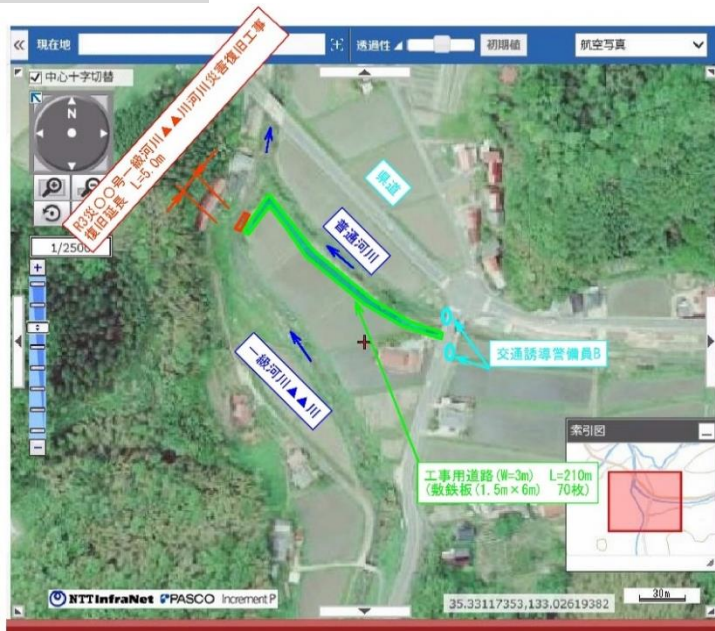 現在地
透過性
初期値
航空写真
中心十字切替
N
1/2500
R3災〇〇号一級河川▲▲川河川災害復旧工事
復旧延長 L=5.0m
県道
普通河川
一級河川▲▲川
交通誘導警備員B
工事用道路(W=3m) L=210m
(敷鉄板(1.5m×6m) 70枚)
索引図
NTTInfraNet PASCO Increment P
35.33117353,133.02619382
30m